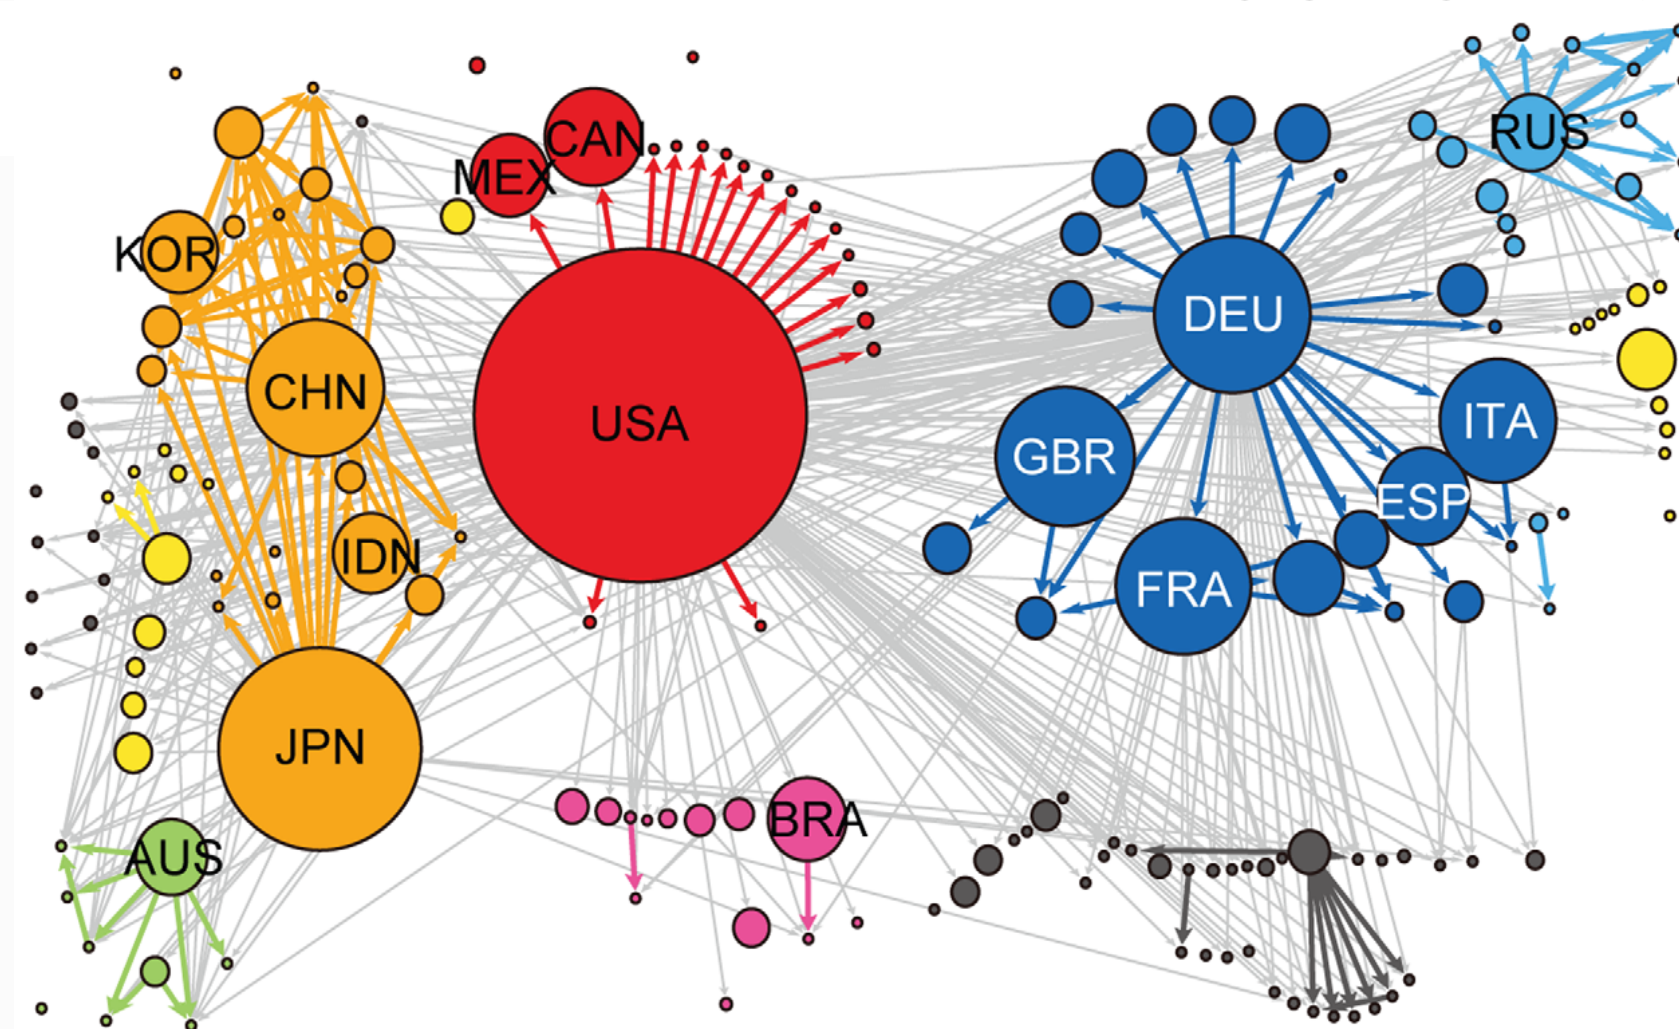 CAN
MEX
RUS
KOR
DEU
CHN
USA
ITA
GBR
ESP
IDN
FRA
JPN
BRA
AUS